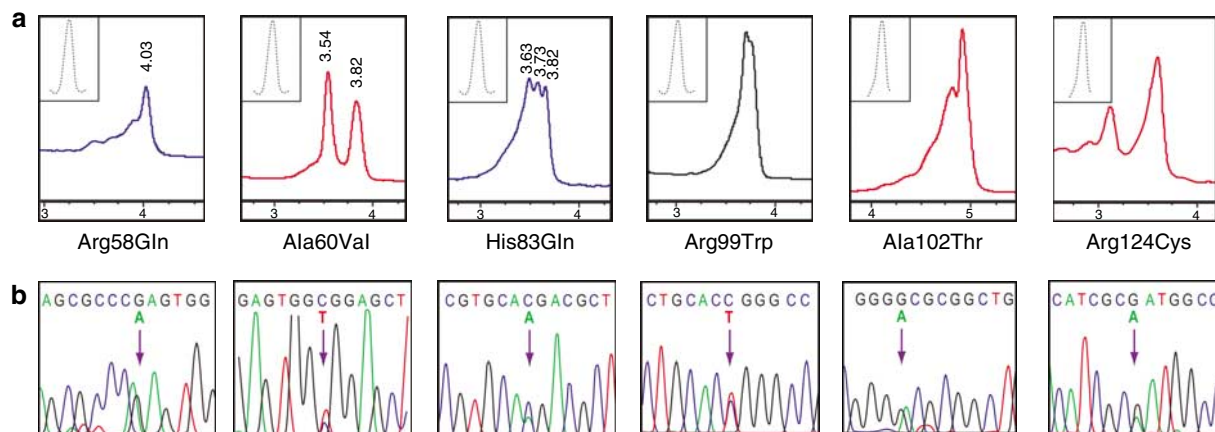 a
4.03
3.54
3.82
3.63
3.73
3.82
3 4 3 4 3 4 3 4 4 5 3 4
Arg58Gln Ala60Val His83Gln Arg99Trp Ala102Thr Arg124Cys
b
AGCGCCCGAGTGG GAGTGGCGGAGCT CGTGCACGACGCT CTGCACC GGGCC GGGGCGCGGCTG CATCGCG ATGGCC
A T A T A A